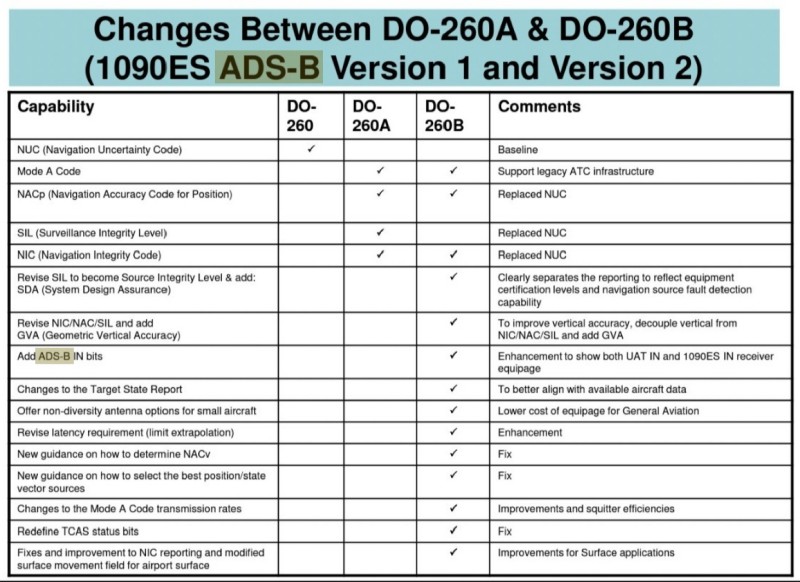 Changes Between DO-260A & DO-260B
(1090ES ADS-B Version 1 and Version 2)
Capability DO-260 DO-260A DO-260B Comments
NUC (Navigation Uncertainty Code) ✓ Baseline
Mode A Code ✓ ✓ Support legacy ATC infrastructure
NACp (Navigation Accuracy Code for Position) ✓ ✓ Replaced NUC
SIL (Surveillance Integrity Level) ✓ Replaced NUC
NIC (Navigation Integrity Code) ✓ ✓ Replaced NUC
Revise SIL to become Source Integrity Level & add:
SDA (System Design Assurance)
✓
Clearly separates the reporting to reflect equipment
certification levels and navigation source fault detection
capability
Revise NIC/NAC/SIL and add
GVA (Geometric Vertical Accuracy)
✓
To improve vertical accuracy, decouple vertical from
NIC/NAC/SIL and add GVA
Add ADS-B IN bits
✓
Enhancement to show both UAT IN and 1090ES IN receiver
equipage
Changes to the Target State Report ✓ To better align with available aircraft data
Offer non-diversity antenna options for small aircraft ✓ Lower cost of equipage for General Aviation
Revise latency requirement (limit extrapolation) ✓ Enhancement
New guidance on how to determine NACv ✓ Fix
New guidance on how to select the best position/state
vector sources
✓
Fix
Changes to the Mode A Code transmission rates ✓ Improvements and squitter efficiencies
Redefine TCAS status bits ✓ Fix
Fixes and improvement to NIC reporting and modified
surface movement field for airport surface
✓
Improvements for Surface applications